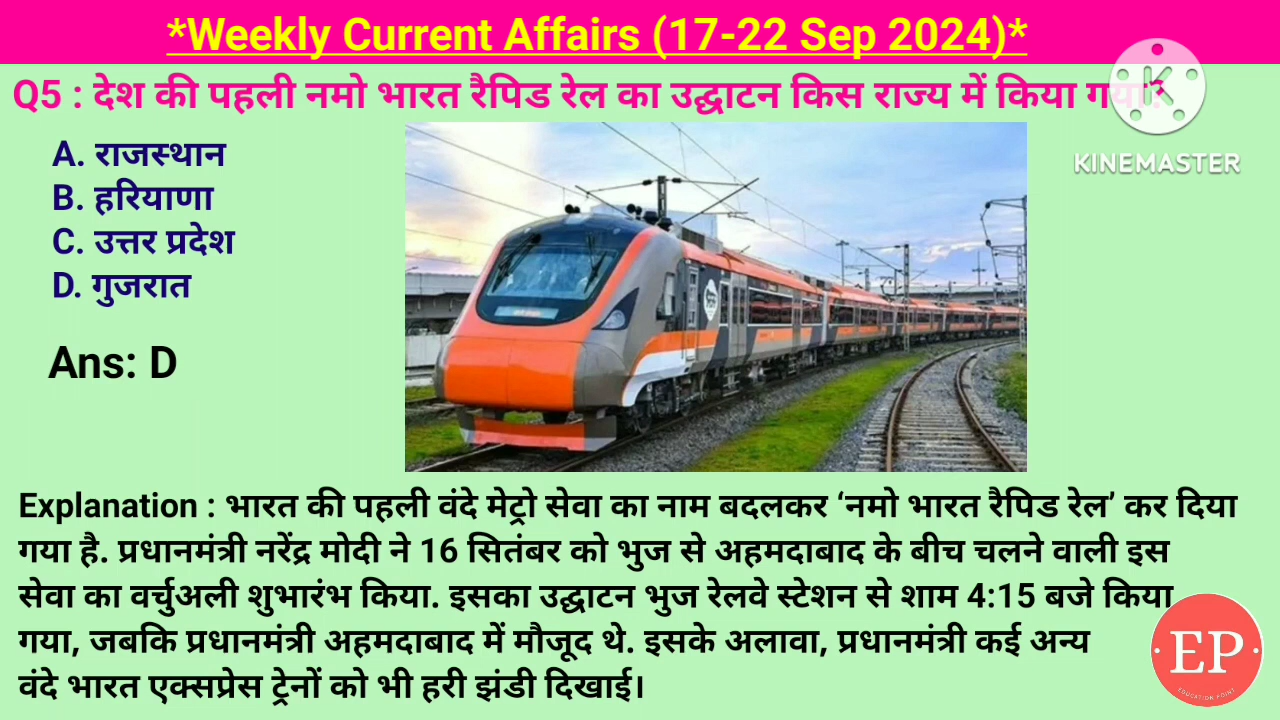 *Weekly Current Affairs (17-22 Sep 2024)*
Q5 : देश की पहली नमो भारत रैपिड रेल का उद्घाटन किस राज्य में किया गया?
KINEMASTER
A. राजस्थान
B. हरियाणा
C. उत्तर प्रदेश
D. गुजरात
Ans: D
Explanation : भारत की पहली वंदे मेट्रो सेवा का नाम बदलकर ‘नमो भारत रैपिड रेल’ कर दिया
गया है. प्रधानमंत्री नरेंद्र मोदी ने 16 सितंबर को भुज से अहमदाबाद के बीच चलने वाली इस
सेवा का वर्चुअली शुभारंभ किया. इसका उद्घाटन भुज रेलवे स्टेशन से शाम 4:15 बजे किया
गया, जबकि प्रधानमंत्री अहमदाबाद में मौजूद थे. इसके अलावा, प्रधानमंत्री कई अन्य
वंदे भारत एक्सप्रेस ट्रेनों को भी हरी झंडी दिखाई।
EP
EDUCATION POINT